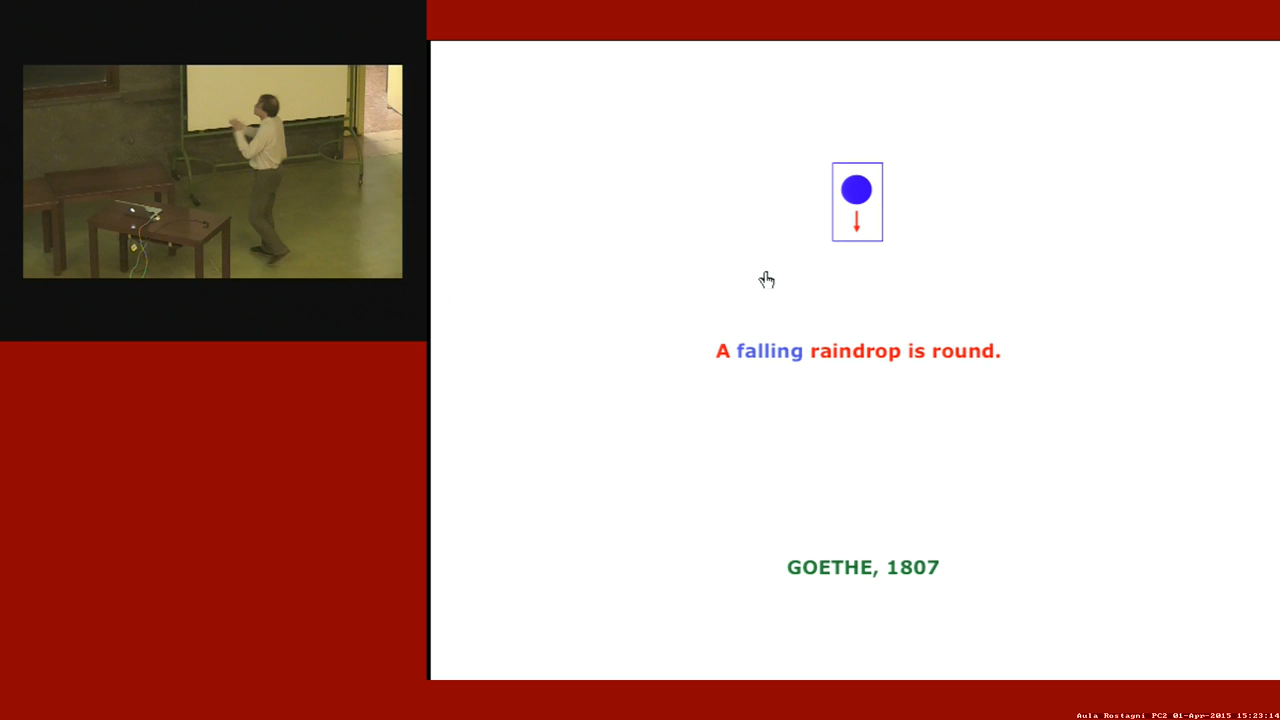 A falling raindrop is round.
GOETHE, 1807
Aula Rostagni PC2 01-Apr-2015 15:23:14